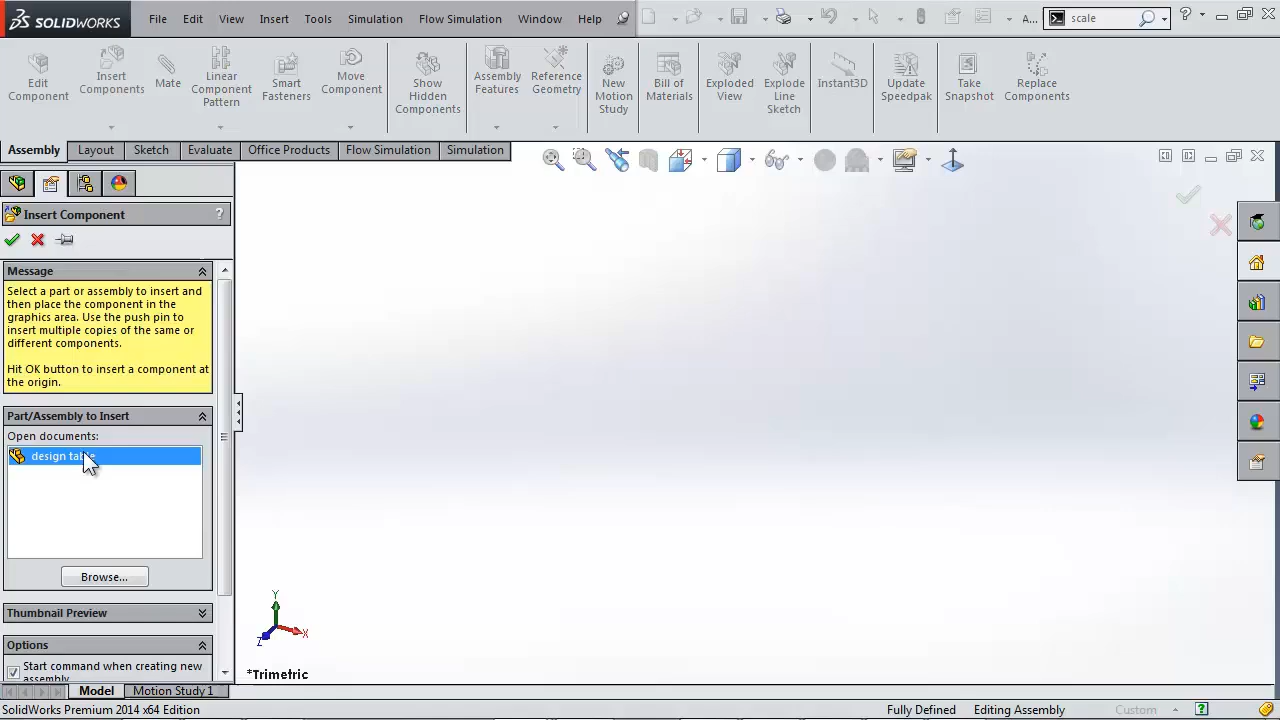 SOLIDWORKS
File Edit View Insert Tools Simulation Flow Simulation Window Help
A... scale
?
Edit Component
Insert Components
Mate
Linear Component Pattern
Smart Fasteners
Move Component
Show Hidden Components
Assembly Features
Reference Geometry
New Motion Study
Bill of Materials
Exploded View
Explode Line Sketch
Instant3D
Update Speedpak
Take Snapshot
Replace Components
Assembly Layout Sketch Evaluate Office Products Flow Simulation Simulation
Insert Component ?
Message
Select a part or assembly to insert and
then place the component in the
graphics area. Use the push pin to
insert multiple copies of the same or
different components.
Hit OK button to insert a component at
the origin.
Part/Assembly to Insert
Open documents:
design table
Browse...
Thumbnail Preview
Options
Start command when creating new
assembly
Y
X
Z
*Trimetric
Model Motion Study 1
SolidWorks Premium 2014 x64 Edition Fully Defined Editing Assembly Custom ?